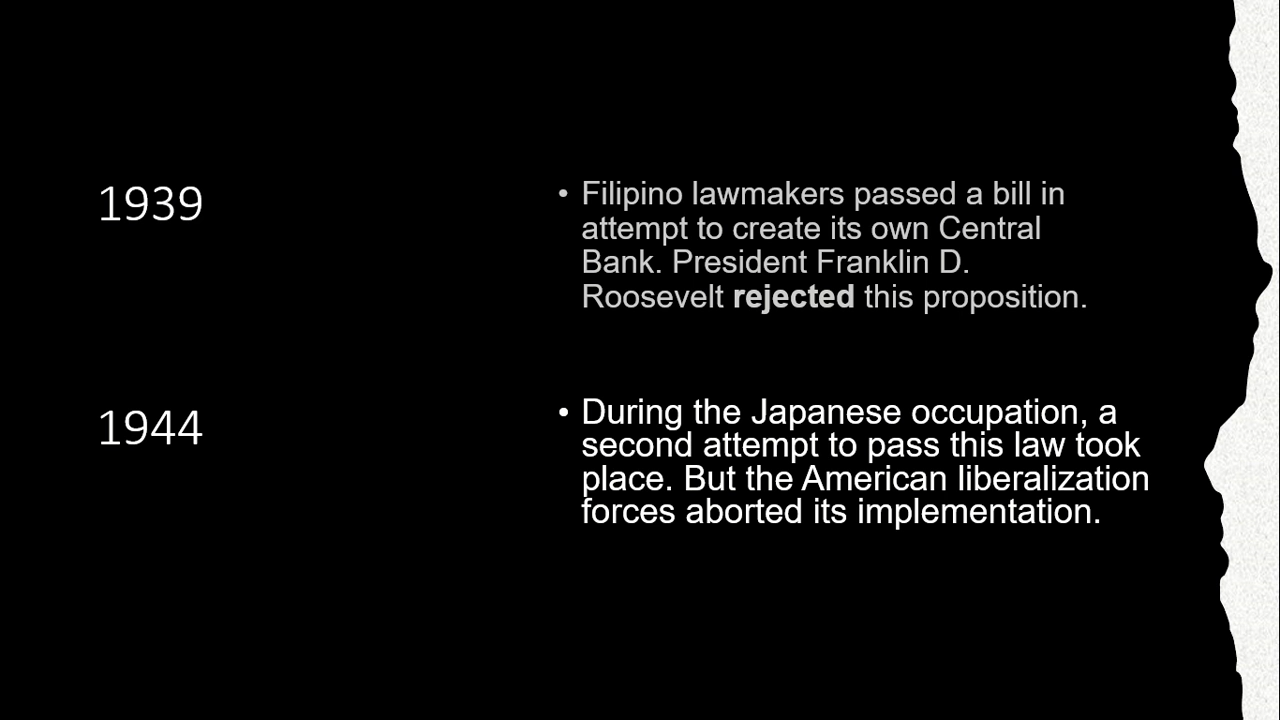 1939
• Filipino lawmakers passed a bill in
attempt to create its own Central
Bank. President Franklin D.
Roosevelt rejected this proposition.
1944
• During the Japanese occupation, a
second attempt to pass this law took
place. But the American liberalization
forces aborted its implementation.